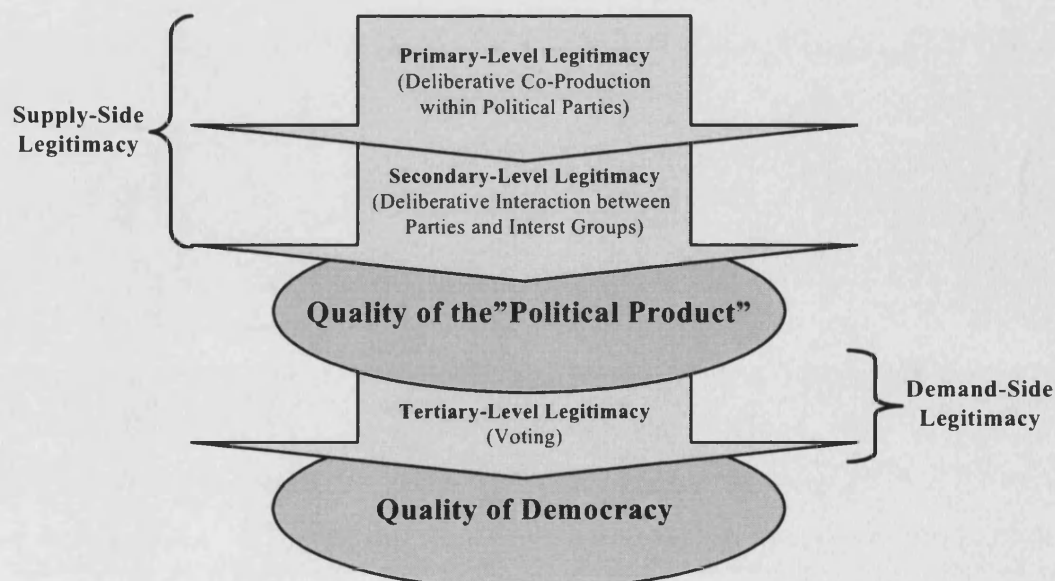 Primary-Level Legitimacy
(Deliberative Co-Production
within Political Parties)
Supply-Side
Legitimacy
Secondary-Level Legitimacy
(Deliberative Interaction between
Parties and Interst Groups)
Quality of the”Political Product”
Tertiary-Level Legitimacy
(Voting)
Demand-Side
Legitimacy
Quality of Democracy